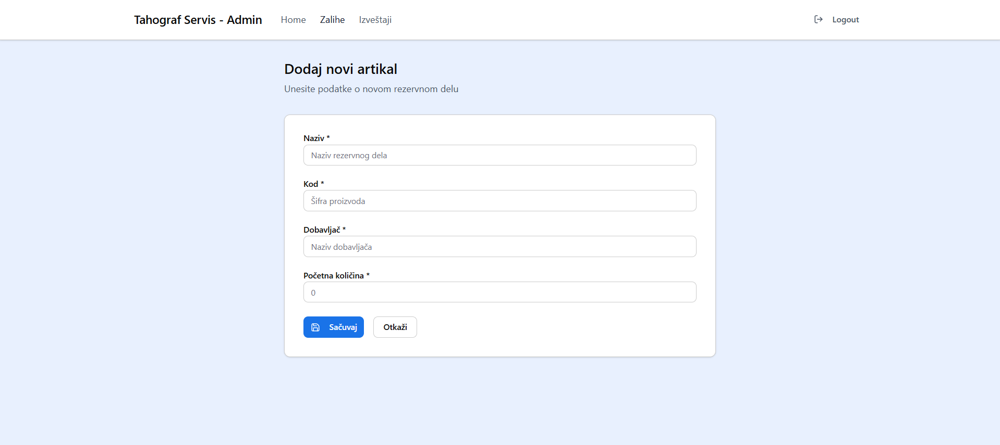 Tahograf Servis - Admin Home Zalihe Izveštaji Logout
Dodaj novi artikal
Unesite podatke o novom rezervnom delu
Naziv *
Naziv rezervnog dela
Kod *
Šifra proizvoda
Dobavljač *
Naziv dobavljača
Početna količina *
0
Sačuvaj Otkaži